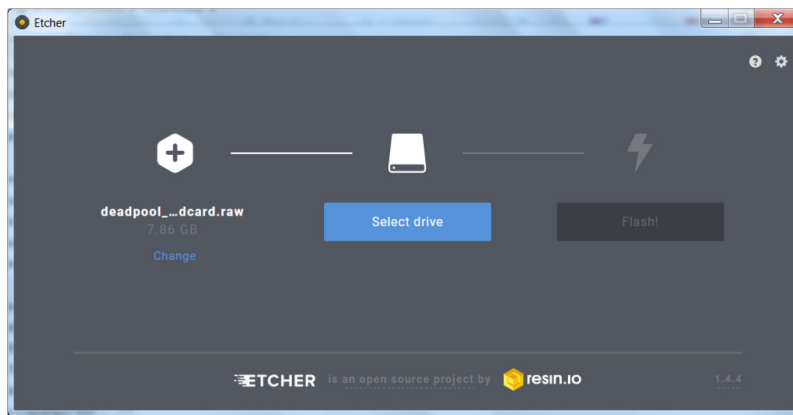 Etcher
deadpool_...dcard.raw
7.86 GB
Change
Select drive
Flash!
ETCHER is an open source project by resin.io 1.4.4